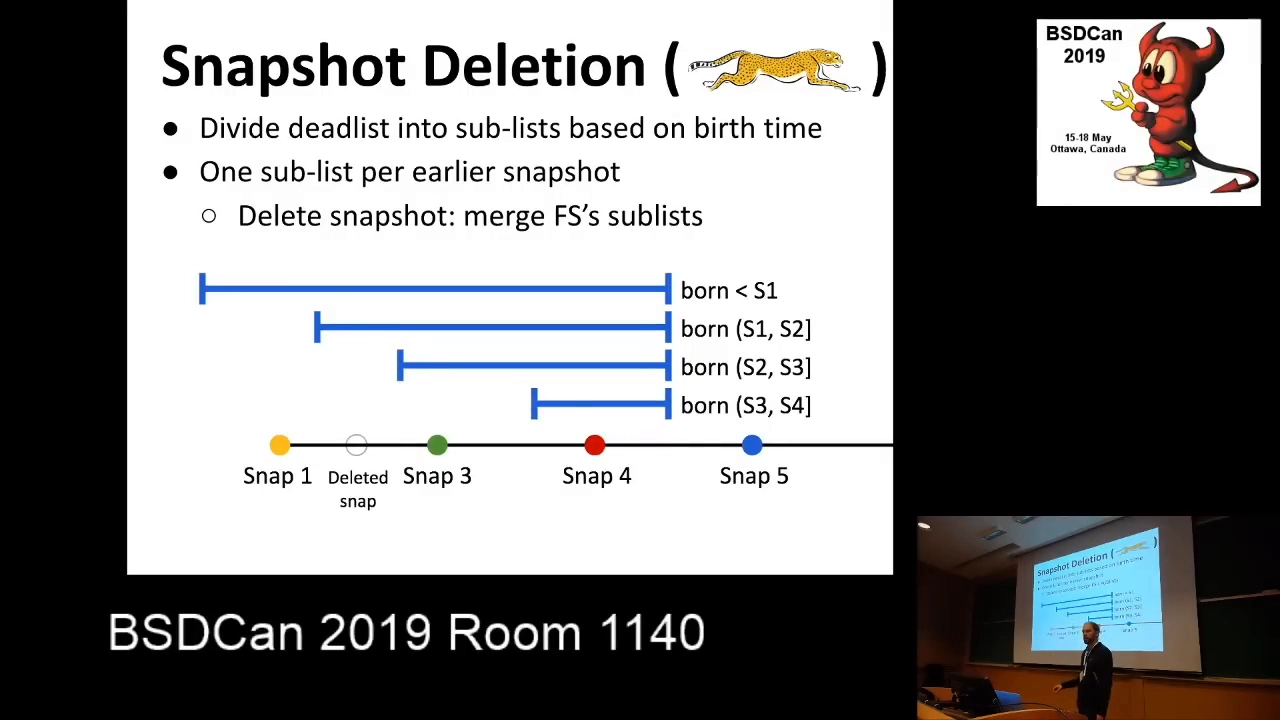 Snapshot Deletion ( )
● Divide deadlist into sub-lists based on birth time
● One sub-list per earlier snapshot
○ Delete snapshot: merge FS's sublists
born < S1
born (S1, S2]
born (S2, S3]
born (S3, S4]
Snap 1 Deleted snap Snap 3 Snap 4 Snap 5
BSDCan
2019
15-18 May
Ottawa, Canada
BSDCan 2019 Room 1140
Snapshot Deletion ( )